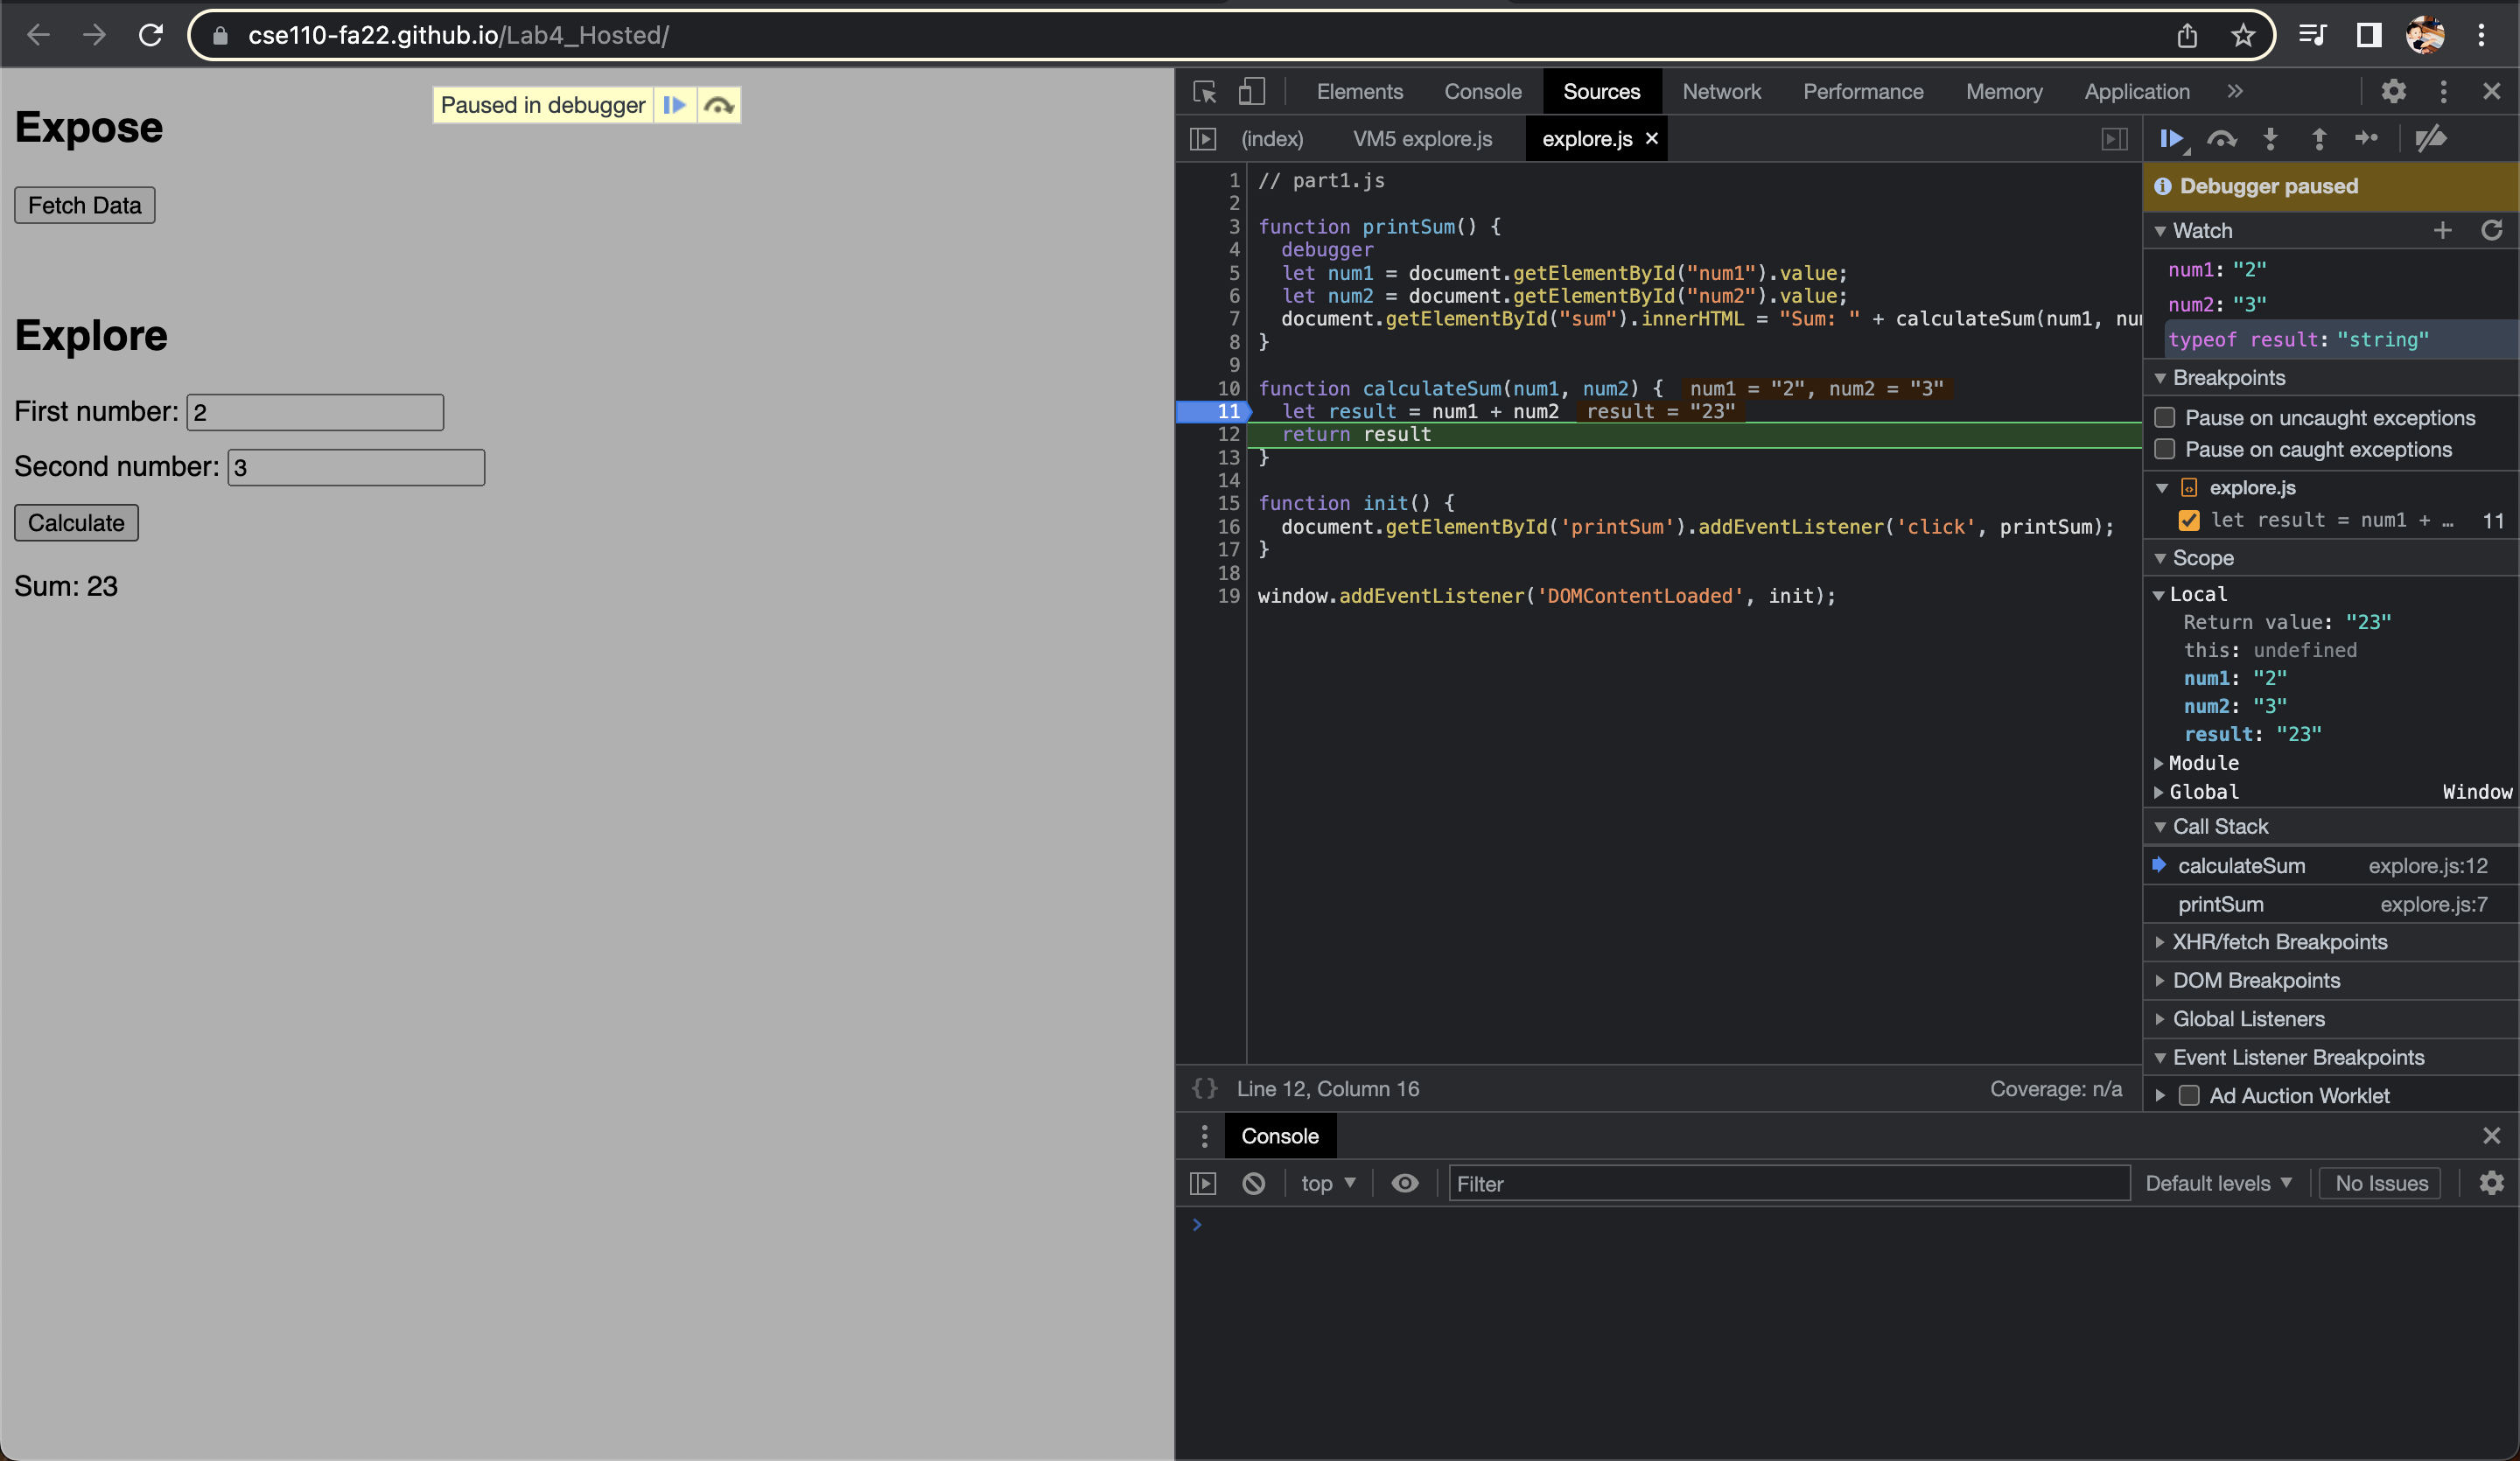 cse110-fa22.github.io/Lab4_Hosted/
Expose
Paused in debugger
Fetch Data
Explore
First number: 2
Second number: 3
Calculate
Sum: 23
Elements Console Sources Network Performance Memory Application »
(index) VM5 explore.js explore.js ×
1 // part1.js
2
3 function printSum() {
4 debugger
5 let num1 = document.getElementById("num1").value;
6 let num2 = document.getElementById("num2").value;
7 document.getElementById("sum").innerHTML = "Sum: " + calculateSum(num1, nu
8 }
9
10 function calculateSum(num1, num2) { num1 = "2", num2 = "3"
11 let result = num1 + num2 result = "23"
12 return result
13 }
14
15 function init() {
16 document.getElementById('printSum').addEventListener('click', printSum);
17 }
18
19 window.addEventListener('DOMContentLoaded', init);
{} Line 12, Column 16 Coverage: n/a
Debugger paused
Watch
num1: "2"
num2: "3"
typeof result: "string"
Breakpoints
Pause on uncaught exceptions
Pause on caught exceptions
explore.js
let result = num1 + … 11
Scope
Local
Return value: "23"
this: undefined
num1: "2"
num2: "3"
result: "23"
Module
Global Window
Call Stack
calculateSum explore.js:12
printSum explore.js:7
XHR/fetch Breakpoints
DOM Breakpoints
Global Listeners
Event Listener Breakpoints
Ad Auction Worklet
Console
top Filter Default levels No Issues
>